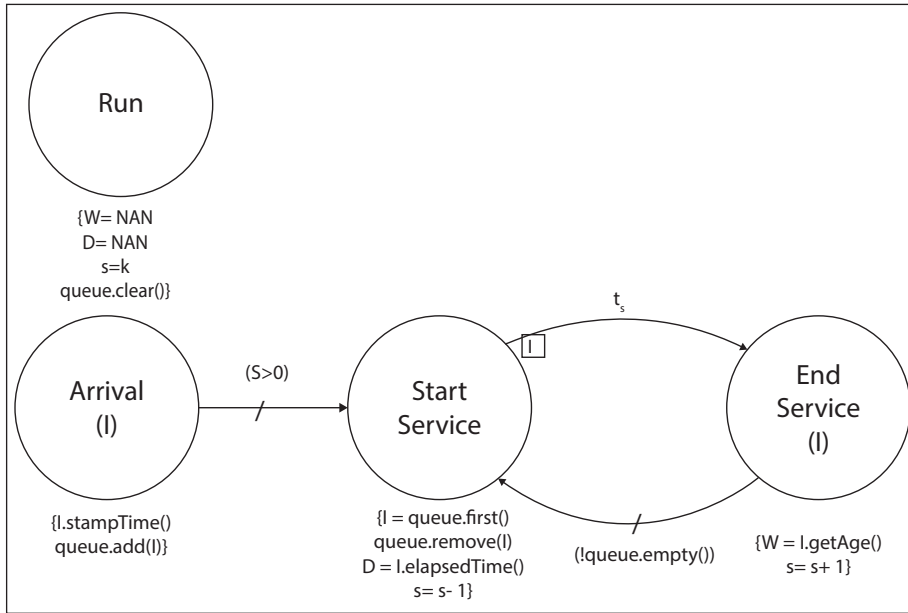 Run
{W= NAN
D= NAN
s=k
queue.clear()}
t_s
I
(S>0)
Arrival
(I)
Start
Service
End
Service
(I)
{I.stampTime()
queue.add(I)}
{I = queue.first()
queue.remove(I)
D = I.elapsedTime()
s= s- 1}
(!queue.empty())
{W = I.getAge()
s= s+ 1}